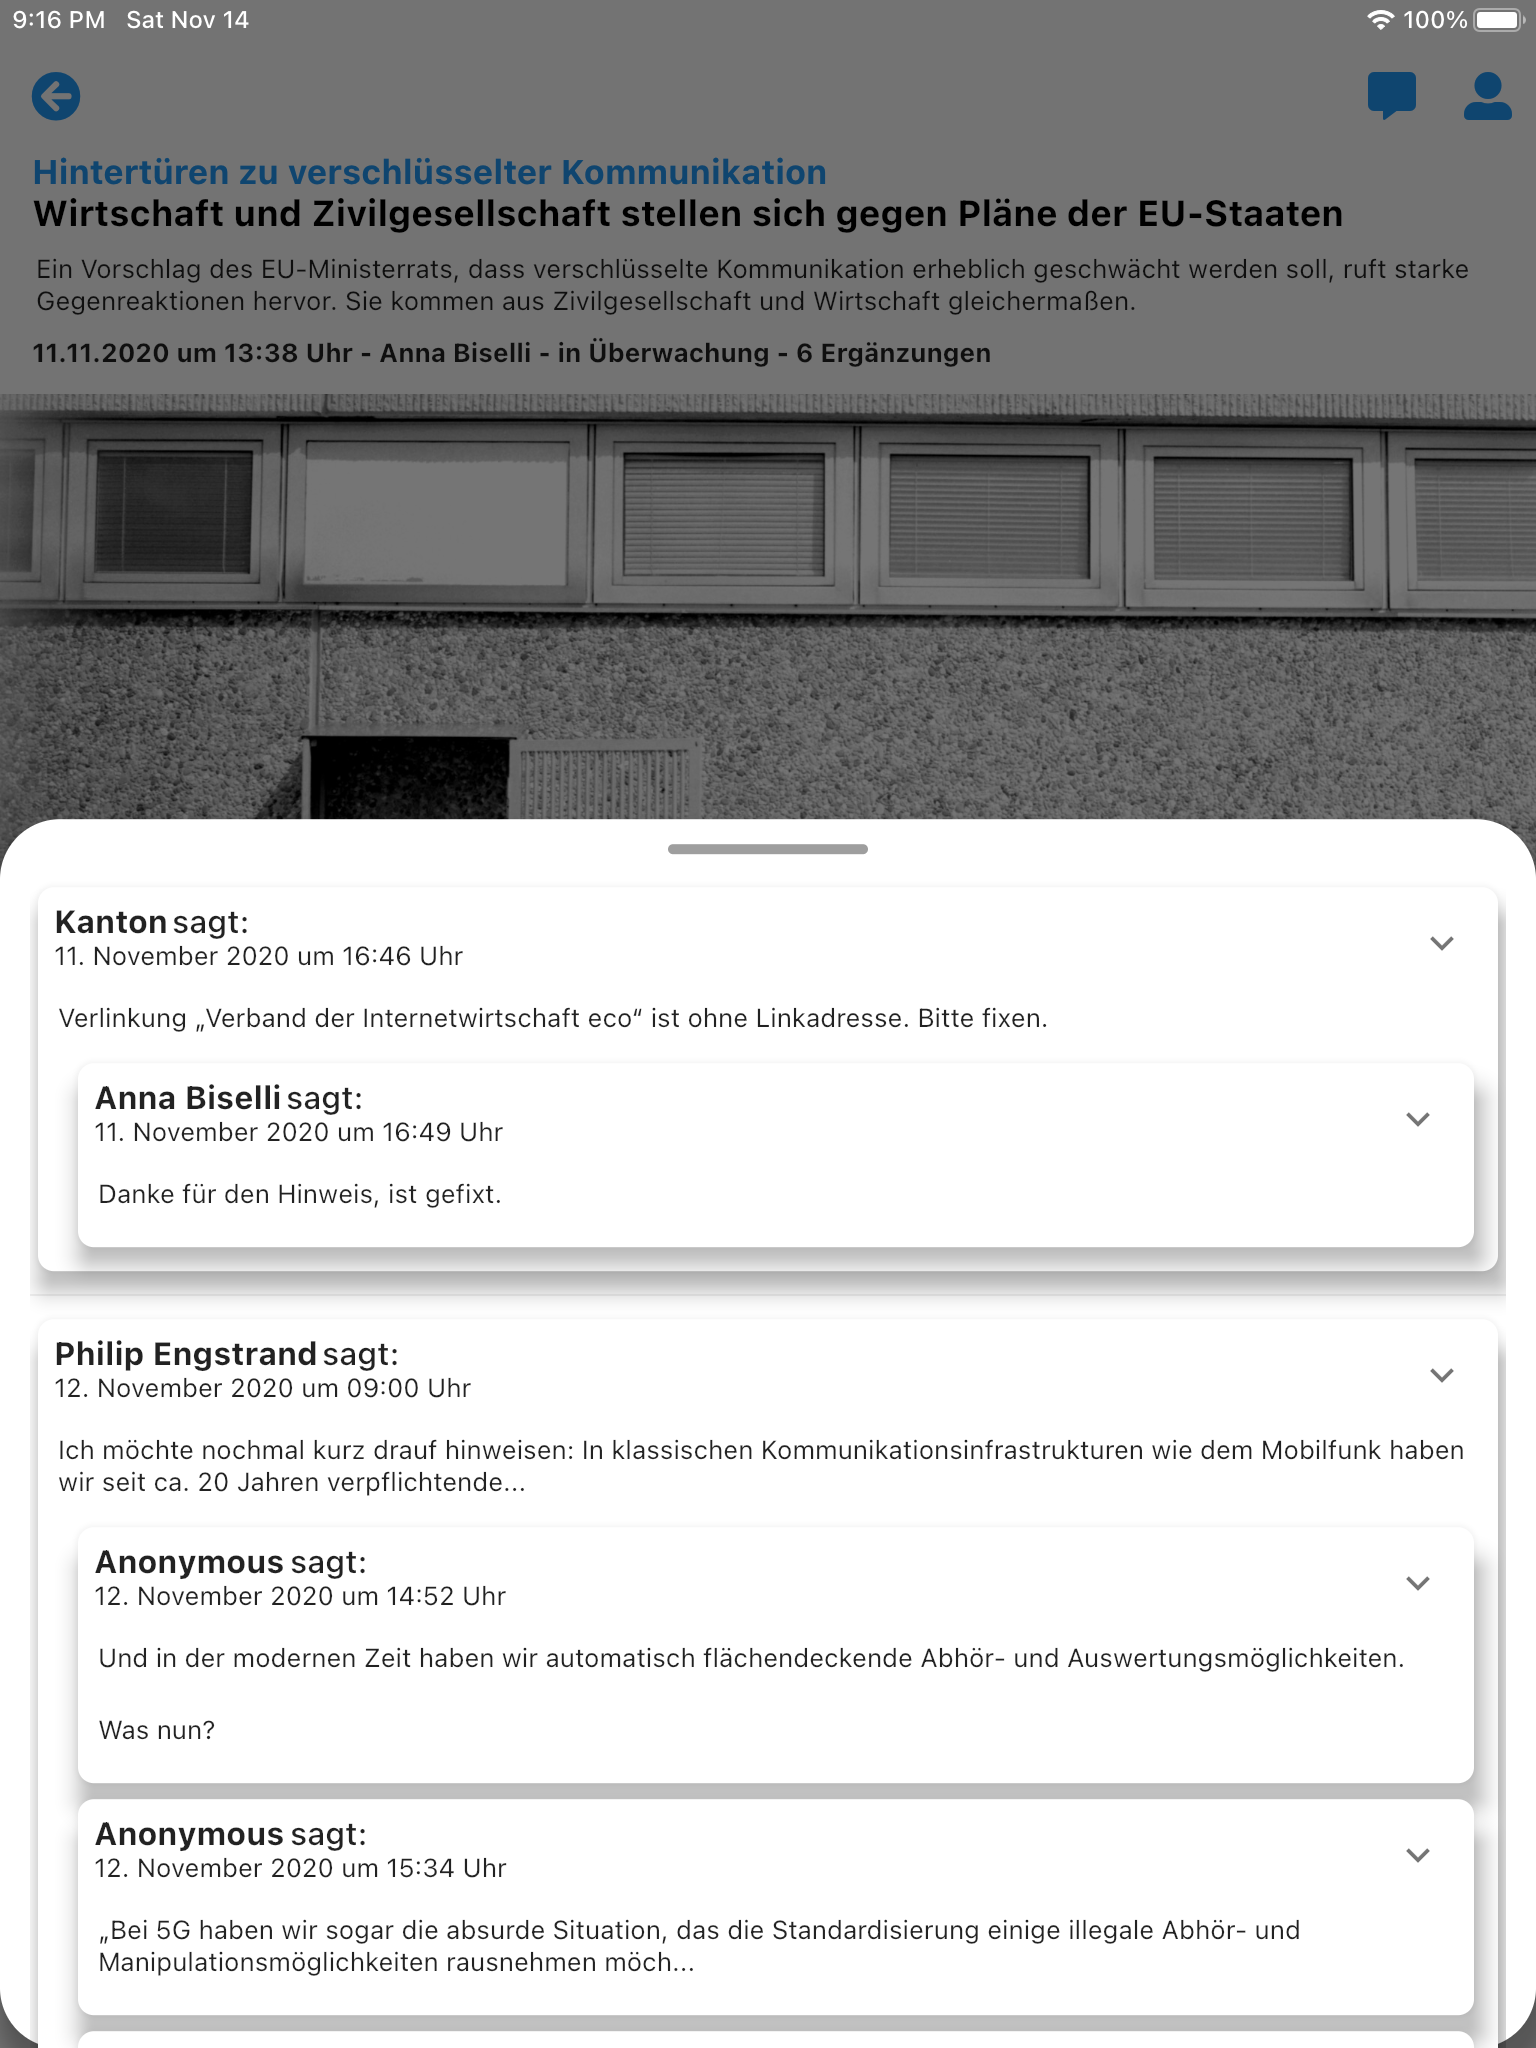 9:16 PM Sat Nov 14 100%
Hintertüren zu verschlüsselter Kommunikation
Wirtschaft und Zivilgesellschaft stellen sich gegen Pläne der EU-Staaten
Ein Vorschlag des EU-Ministerrats, dass verschlüsselte Kommunikation erheblich geschwächt werden soll, ruft starke
Gegenreaktionen hervor. Sie kommen aus Zivilgesellschaft und Wirtschaft gleichermaßen.
11.11.2020 um 13:38 Uhr - Anna Biselli - in Überwachung - 6 Ergänzungen
Kanton sagt:
11. November 2020 um 16:46 Uhr
Verlinkung „Verband der Internetwirtschaft eco“ ist ohne Linkadresse. Bitte fixen.
Anna Biselli sagt:
11. November 2020 um 16:49 Uhr
Danke für den Hinweis, ist gefixt.
Philip Engstrand sagt:
12. November 2020 um 09:00 Uhr
Ich möchte nochmal kurz drauf hinweisen: In klassischen Kommunikationsinfrastrukturen wie dem Mobilfunk haben
wir seit ca. 20 Jahren verpflichtende...
Anonymous sagt:
12. November 2020 um 14:52 Uhr
Und in der modernen Zeit haben wir automatisch flächendeckende Abhör- und Auswertungsmöglichkeiten.
Was nun?
Anonymous sagt:
12. November 2020 um 15:34 Uhr
„Bei 5G haben wir sogar die absurde Situation, das die Standardisierung einige illegale Abhör- und
Manipulationsmöglichkeiten rausnehmen möch...